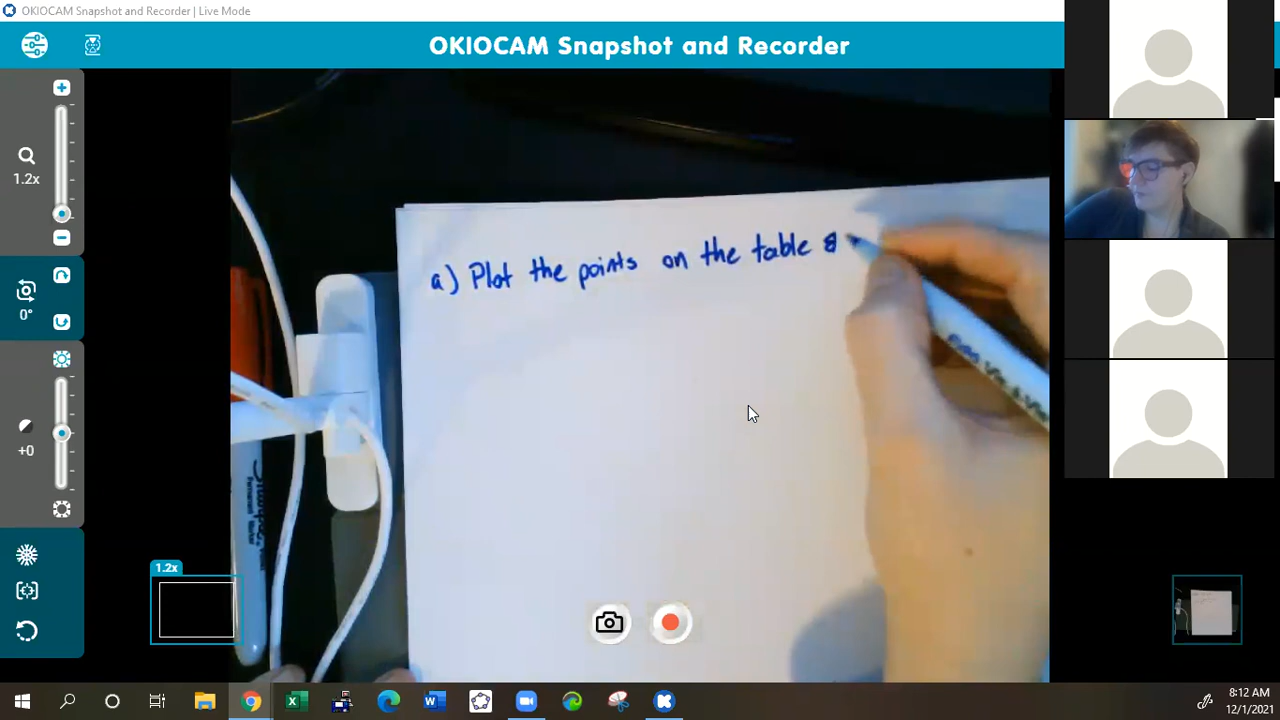 OKIOCAM Snapshot and Recorder | Live Mode
OKIOCAM Snapshot and Recorder
1.2x
0°
+0
1.2x
a) Plot the points on the table
8:12 AM
12/1/2021